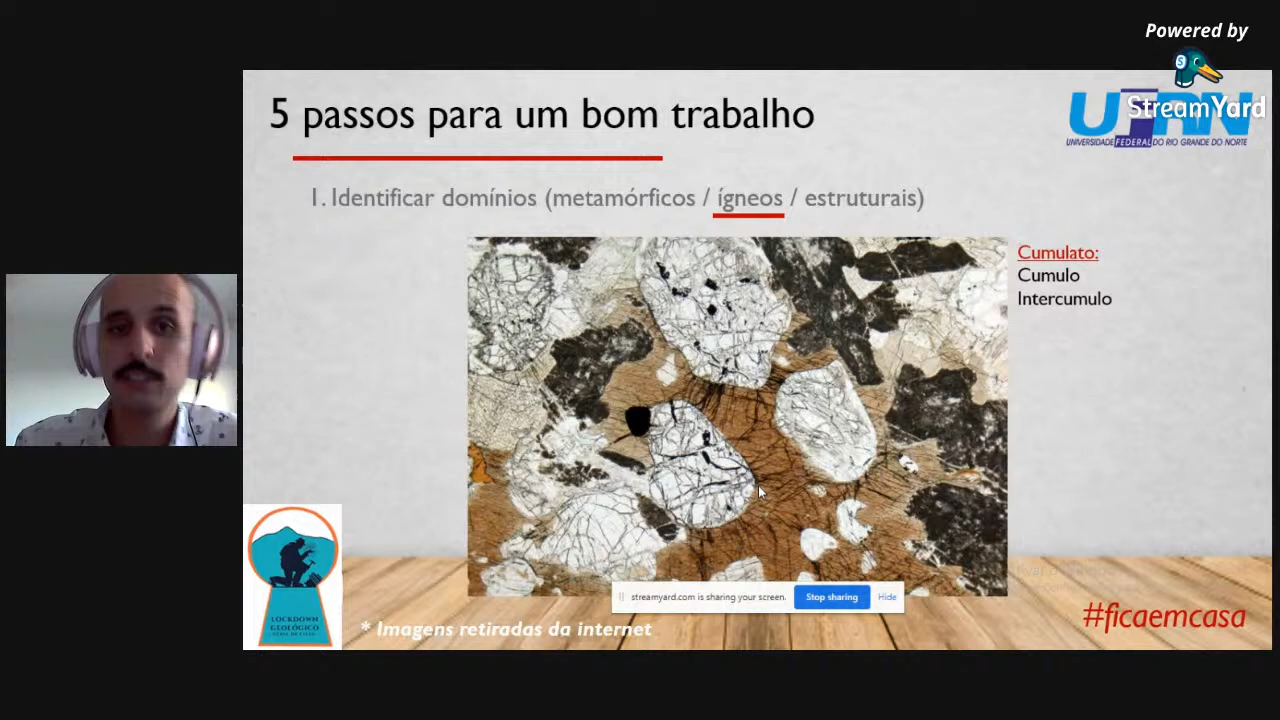 Powered by
StreamYard
5 passos para um bom trabalho
UFRN
UNIVERSIDADE FEDERAL DO RIO GRANDE DO NORTE
1. Identificar domínios (metamórficos / ígneos / estruturais)
Cumulato:
Cumulo
Intercumulo
streamyard.com is sharing your screen.
Stop sharing
Hide
LOCKDOWN
GEOLÓGICO
* Imagens retiradas da internet
#ficaemcasa